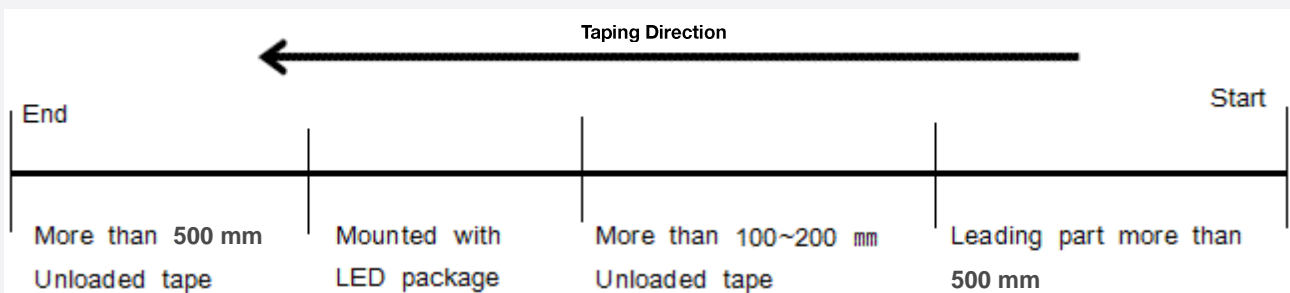 Taping Direction
End
Start
More than 500 mm
Unloaded tape
Mounted with
LED package
More than 100~200 ㎜
Unloaded tape
Leading part more than
500 mm